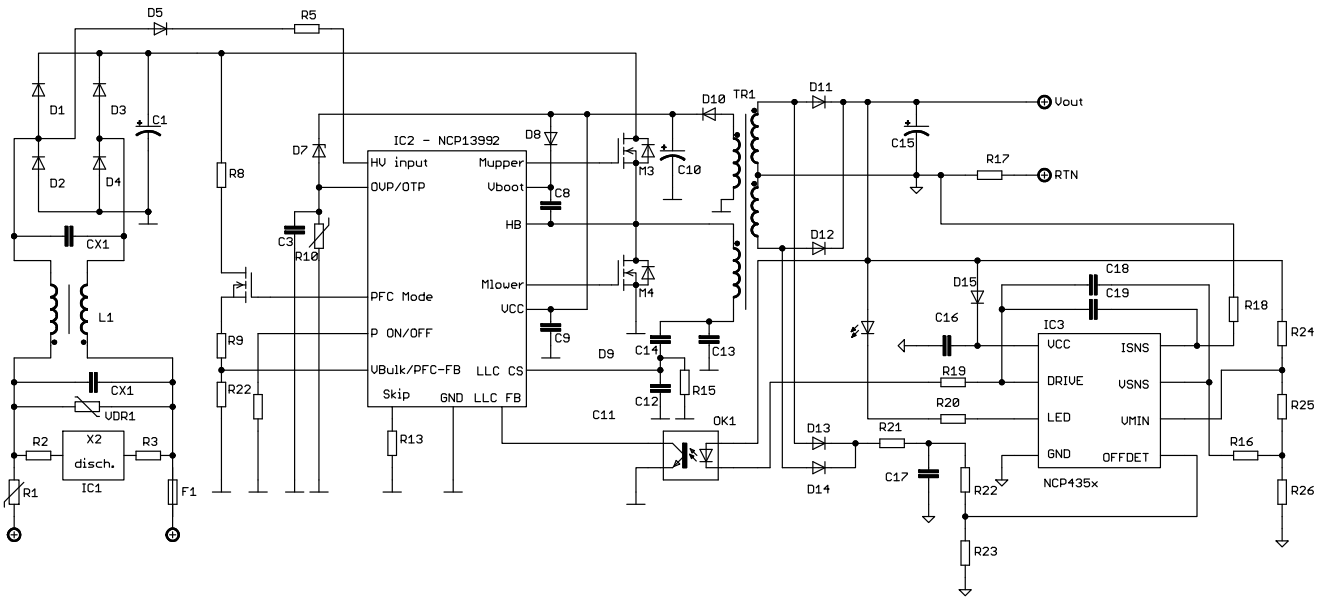 D5
R5
D1
D3
C1
D2
D4
CX1
L1
CX1
VDR1
R2
X2
disch.
R3
IC1
R1
F1
R8
R9
R22
D7
C3
R10
IC2 - NCP13992
HV input
OVP/OTP
PFC Mode
P ON/OFF
VBulk/PFC-FB
Skip
GND
LLC FB
Mupper
Vboot
HB
Mlower
VCC
LLC CS
R13
D8
C8
C9
M3
M4
C10
D10
TR1
D9
C14
C13
C12
R15
C11
OK1
D11
D12
C15
Vout
R17
RTN
D13
D14
R21
C17
R22
R23
D15
C16
C18
C19
R18
R19
R20
IC3
VCC
DRIVE
LED
GND
ISNS
VSNS
VMIN
OFFDET
NCP435x
R16
R24
R25
R26